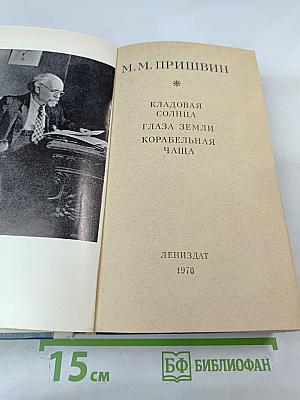 М. М. ПРИШВИН
*
КЛАДОВАЯ
СОЛНЦА
ГЛАЗА ЗЕМЛИ
КОРАБЕЛЬНАЯ
ЧАЩА
ЛЕНИЗДАТ
1978
15 см
БФ БИБЛИОФАН